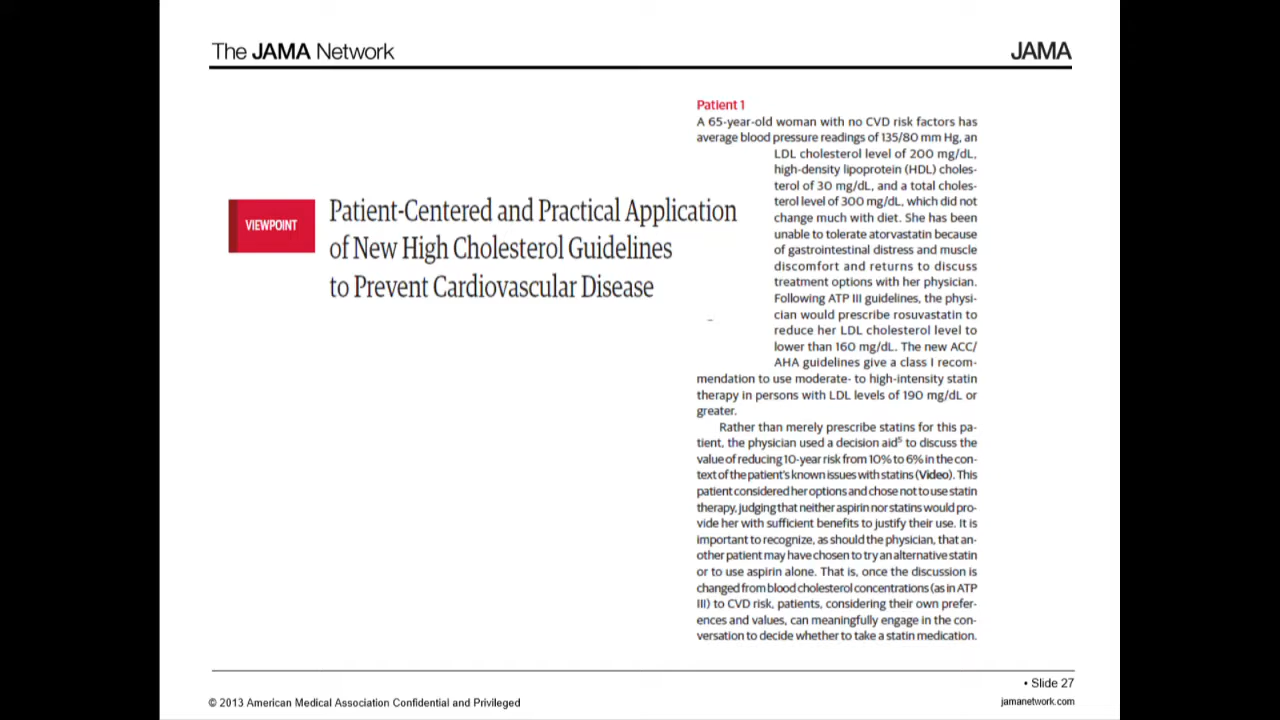 The JAMA Network
JAMA
VIEWPOINT
Patient-Centered and Practical Application
of New High Cholesterol Guidelines
to Prevent Cardiovascular Disease
Patient 1
A 65-year-old woman with no CVD risk factors has
average blood pressure readings of 135/80 mm Hg, an
LDL cholesterol level of 200 mg/dL,
high-density lipoprotein (HDL) choles-
terol of 30 mg/dL, and a total choles-
terol level of 300 mg/dL, which did not
change much with diet. She has been
unable to tolerate atorvastatin because
of gastrointestinal distress and muscle
discomfort and returns to discuss
treatment options with her physician.
Following ATP III guidelines, the physi-
cian would prescribe rosuvastatin to
reduce her LDL cholesterol level to
lower than 160 mg/dL. The new ACC/
AHA guidelines give a class I recom-
mendation to use moderate- to high-intensity statin
therapy in persons with LDL levels of 190 mg/dL or
greater.
Rather than merely prescribe statins for this pa-
tient, the physician used a decision aid⁵ to discuss the
value of reducing 10-year risk from 10% to 6% in the con-
text of the patient's known issues with statins (Video). This
patient considered her options and chose not to use statin
therapy, judging that neither aspirin nor statins would pro-
vide her with sufficient benefits to justify their use. It is
important to recognize, as should the physician, that an-
other patient may have chosen to try an alternative statin
or to use aspirin alone. That is, once the discussion is
changed from blood cholesterol concentrations (as in ATP
III) to CVD risk, patients, considering their own prefer-
ences and values, can meaningfully engage in the con-
versation to decide whether to take a statin medication.
• Slide 27
© 2013 American Medical Association Confidential and Privileged
jamanetwork.com